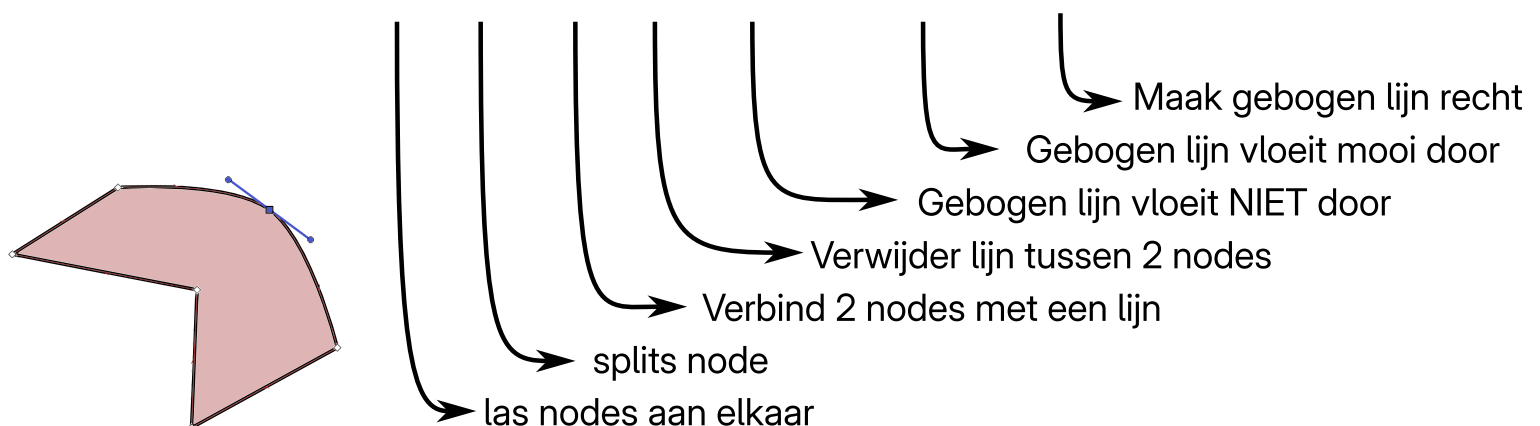 Maak gebogen lijn recht
Gebogen lijn vloeit mooi door
Gebogen lijn vloeit NIET door
Verwijder lijn tussen 2 nodes
Verbind 2 nodes met een lijn
splits node
las nodes aan elkaar